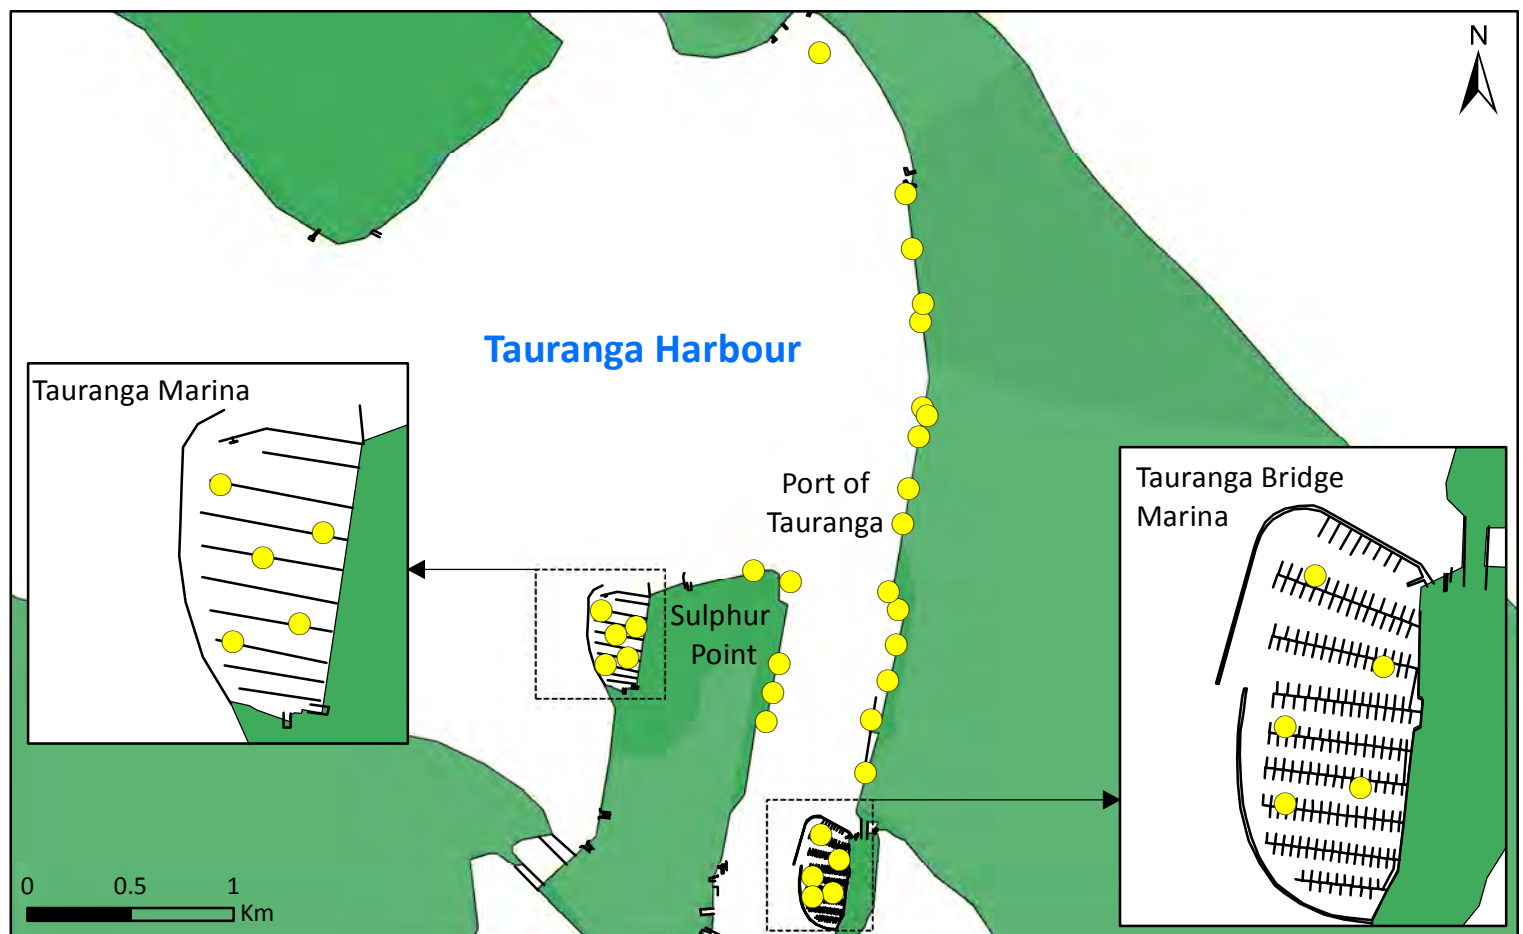 N
Tauranga Harbour
Tauranga Marina
Port of
Tauranga
Tauranga Bridge
Marina
Sulphur
Point
0 0.5 1
Km